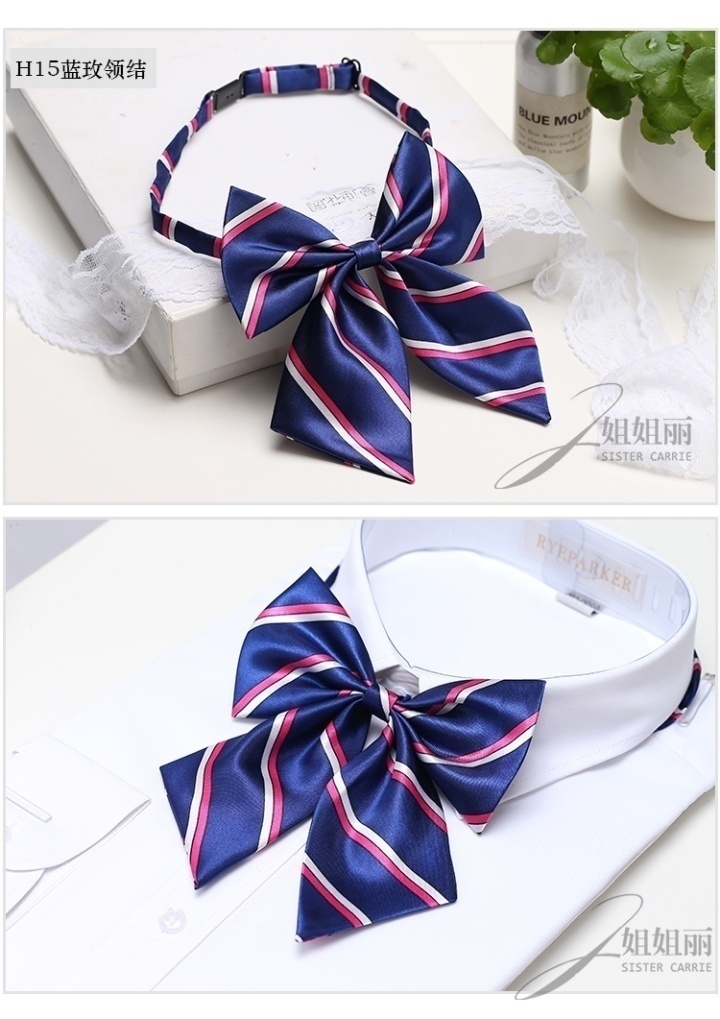 H15蓝玫领结
BLUE MOUN
姐姐丽
SISTER CARRIE
RYEPARKER
姐姐丽
SISTER CARRIE